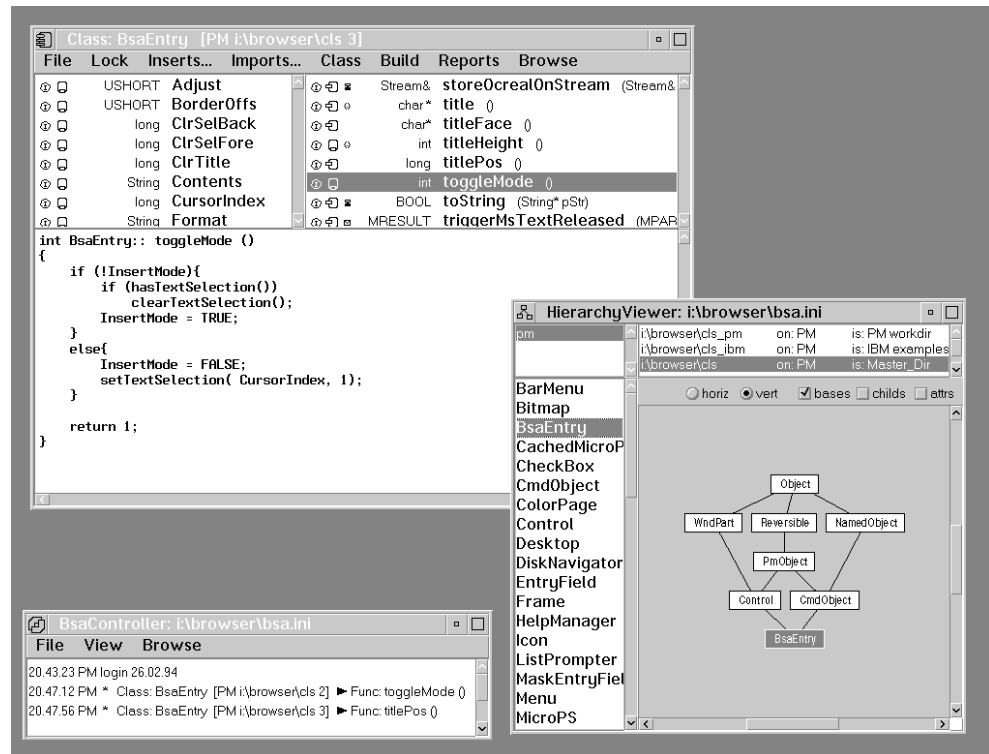 Class: BsaEntry [PM i:\browser\cls 3]
File Lock Inserts... Imports... Class Build Reports Browse
USHORT Adjust
USHORT BorderOffs
long ClrSelBack
long ClrSelFore
long ClrTitle
String Contents
long CursorIndex
String Format
Stream& storeOcrealOnStream (Stream&
char* title ()
char* titleFace ()
int titleHeight ()
long titlePos ()
int toggleMode ()
BOOL toString (String* pStr)
MRESULT triggerMsTextReleased (MPAR
int BsaEntry:: toggleMode ()
{
if (!InsertMode){
if (hasTextSelection())
clearTextSelection();
InsertMode = TRUE;
}
else{
InsertMode = FALSE;
setTextSelection( CursorIndex, 1);
}
return 1;
}
HierarchyViewer: i:\browser\bsa.ini
pm
i:\browser\cls_pm on: PM is: PM workdir
i:\browser\cls_ibm on: PM is: IBM examples
i:\browser\cls on: PM is: Master_Dir
horiz vert bases childs attrs
BarMenu
Bitmap
BsaEntry
CachedMicroP
CheckBox
CmdObject
ColorPage
Control
Desktop
DiskNavigator
EntryField
Frame
HelpManager
Icon
ListPrompter
MaskEntryFiel
Menu
MicroPS
Object
WndPart Reversible NamedObject
PmObject
Control CmdObject
BsaEntry
BsaController: i:\browser\bsa.ini
File View Browse
20.43.23 PM login 26.02.94
20.47.12 PM * Class: BsaEntry [PM i:\browser\cls 2] ► Func: toggleMode ()
20.47.56 PM * Class: BsaEntry [PM i:\browser\cls 3] ► Func: titlePos ()